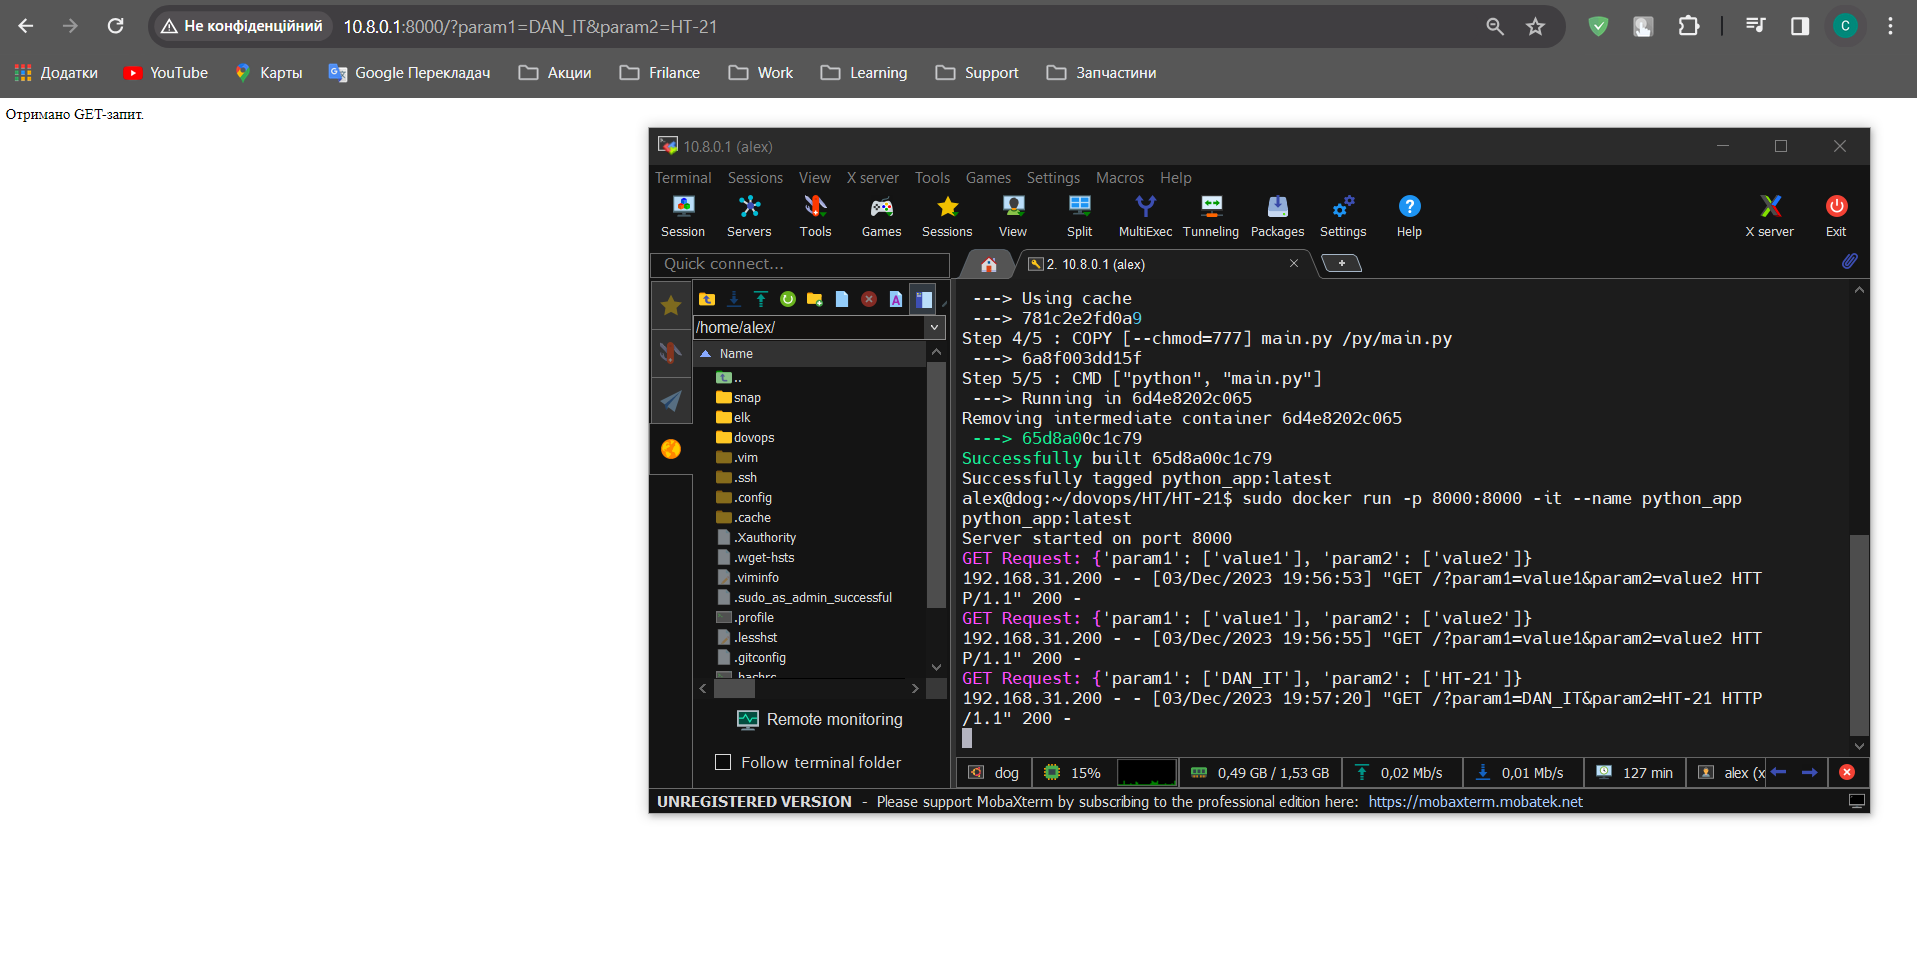 Не конфіденційний 10.8.0.1:8000/?param1=DAN_IT&param2=HT-21 C
Додатки YouTube Карты Google Перекладач Акции Frilance Work Learning Support Запчастини
Отримано GET-запит.
10.8.0.1 (alex)
Terminal Sessions View X server Tools Games Settings Macros Help
Session Servers Tools Games Sessions View Split MultiExec Tunneling Packages Settings Help X server Exit
Quick connect...
2. 10.8.0.1 (alex)
/home/alex/
Name
..
snap
elk
dovops
.vim
.ssh
.config
.cache
.Xauthority
.wget-hsts
.viminfo
.sudo_as_admin_successful
.profile
.lesshst
.gitconfig
.bashrc
Remote monitoring
Follow terminal folder
---> Using cache
---> 781c2e2fd0a9
Step 4/5 : COPY [--chmod=777] main.py /py/main.py
---> 6a8f003dd15f
Step 5/5 : CMD ["python", "main.py"]
---> Running in 6d4e8202c065
Removing intermediate container 6d4e8202c065
---> 65d8a00c1c79
Successfully built 65d8a00c1c79
Successfully tagged python_app:latest
alex@dog:~/dovops/HT/HT-21$ sudo docker run -p 8000:8000 -it --name python_app
python_app:latest
Server started on port 8000
GET Request: {'param1': ['value1'], 'param2': ['value2']}
192.168.31.200 - - [03/Dec/2023 19:56:53] "GET /?param1=value1&param2=value2 HTT
P/1.1" 200 -
GET Request: {'param1': ['value1'], 'param2': ['value2']}
192.168.31.200 - - [03/Dec/2023 19:56:55] "GET /?param1=value1&param2=value2 HTT
P/1.1" 200 -
GET Request: {'param1': ['DAN_IT'], 'param2': ['HT-21']}
192.168.31.200 - - [03/Dec/2023 19:57:20] "GET /?param1=DAN_IT&param2=HT-21 HTTP
/1.1" 200 -
dog 15% 0,49 GB / 1,53 GB 0,02 Mb/s 0,01 Mb/s 127 min alex (x
UNREGISTERED VERSION - Please support MobaXterm by subscribing to the professional edition here: https://mobaxterm.mobatek.net